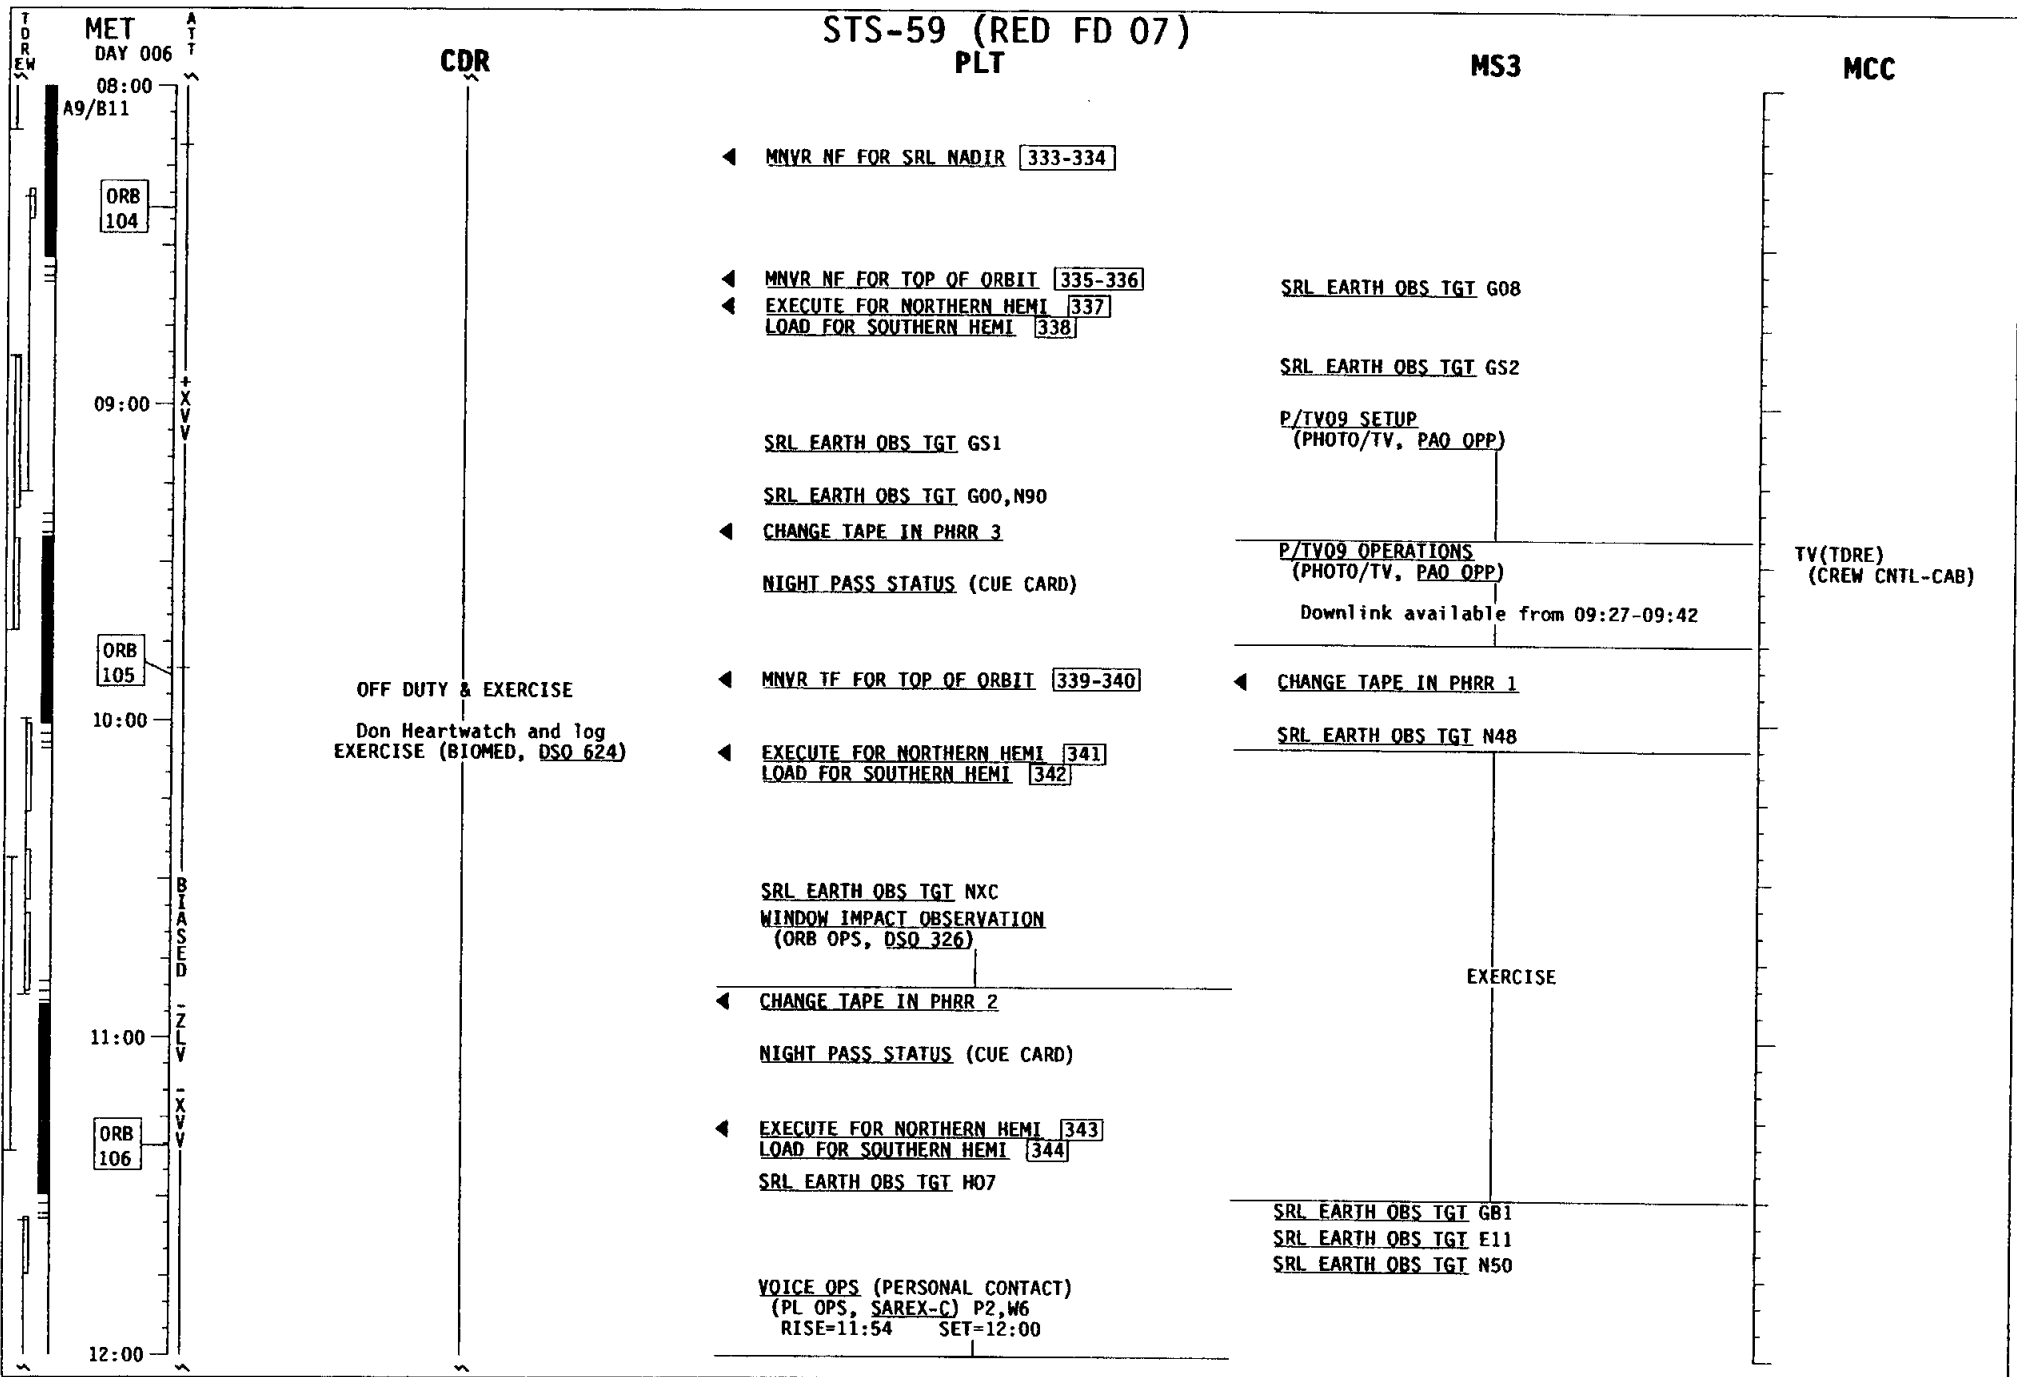 STS-59 (RED FD 07)
TDREW
MET
DAY 006
ATT
CDR
PLT
MS3
MCC
08:00
A9/B11
MNVR NF FOR SRL NADIR 333-334
ORB
104
MNVR NF FOR TOP OF ORBIT 335-336
EXECUTE FOR NORTHERN HEMI 337
LOAD FOR SOUTHERN HEMI 338
SRL EARTH OBS TGT G08
SRL EARTH OBS TGT GS2
+XVV
09:00
P/TV09 SETUP
(PHOTO/TV, PAO OPP)
SRL EARTH OBS TGT GS1
SRL EARTH OBS TGT G00,N90
CHANGE TAPE IN PHRR 3
P/TV09 OPERATIONS
(PHOTO/TV, PAO OPP)
TV(TDRE)
(CREW CNTL-CAB)
NIGHT PASS STATUS (CUE CARD)
Downlink available from 09:27-09:42
ORB
105
OFF DUTY & EXERCISE
MNVR TF FOR TOP OF ORBIT 339-340
CHANGE TAPE IN PHRR 1
10:00
Don Heartwatch and log
EXERCISE (BIOMED, DSO 624)
SRL EARTH OBS TGT N48
EXECUTE FOR NORTHERN HEMI 341
LOAD FOR SOUTHERN HEMI 342
BIASED -ZLV -XVV
SRL EARTH OBS TGT NXC
WINDOW IMPACT OBSERVATION
(ORB OPS, DSO 326)
EXERCISE
CHANGE TAPE IN PHRR 2
11:00
NIGHT PASS STATUS (CUE CARD)
ORB
106
EXECUTE FOR NORTHERN HEMI 343
LOAD FOR SOUTHERN HEMI 344
SRL EARTH OBS TGT H07
SRL EARTH OBS TGT GB1
SRL EARTH OBS TGT E11
SRL EARTH OBS TGT N50
VOICE OPS (PERSONAL CONTACT)
(PL OPS, SAREX-C) P2,W6
RISE=11:54 SET=12:00
12:00